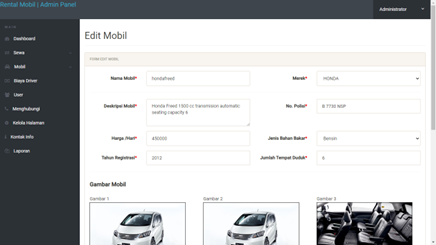 Rental Mobil | Admin Panel
Administrator
Dashboard
Sewa
Mobil
Biaya Driver
User
Menghubungi
Kelola Halaman
Kontak Info
Laporan
Edit Mobil
FORM EDIT MOBIL
Nama Mobil* hondafreed
Merek* HONDA
Deskripsi Mobil* Honda Freed 1500 cc transmission automatic
seating capacity 6
No. Polisi* B 7730 NGP
Harga /Hari* 450000
Jenis Bahan Bakar* Bensin
Tahun Registrasi* 2012
Jumlah Tempat Duduk* 6
Gambar Mobil
Gambar 1 Gambar 2 Gambar 3